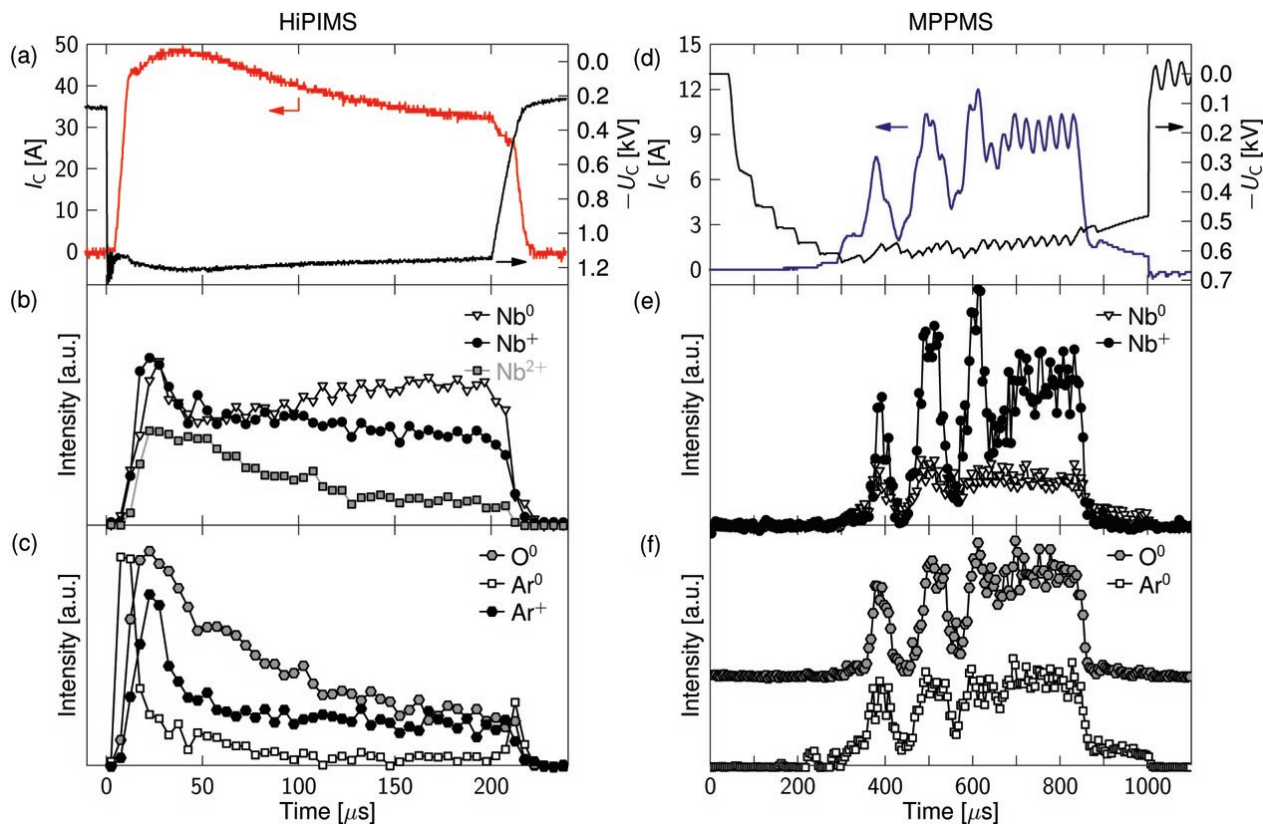 HiPIMS
MPPMS
(a)
50
40
30
20
10
0
I_C [A]
0.0
0.2
0.4
0.6
0.8
1.0
1.2
−U_C [kV]
(b)
Nb⁰
Nb⁺
Nb²⁺
Intensity [a.u.]
(c)
O⁰
Ar⁰
Ar⁺
Intensity [a.u.]
0
50
100
150
200
Time [μs]
(d)
15
12
9
6
3
0
I_C [A]
0.0
0.1
0.2
0.3
0.4
0.5
0.6
0.7
−U_C [kV]
(e)
Nb⁰
Nb⁺
Intensity [a.u.]
(f)
O⁰
Ar⁰
Intensity [a.u.]
0
200
400
600
800
1000
Time [μs]